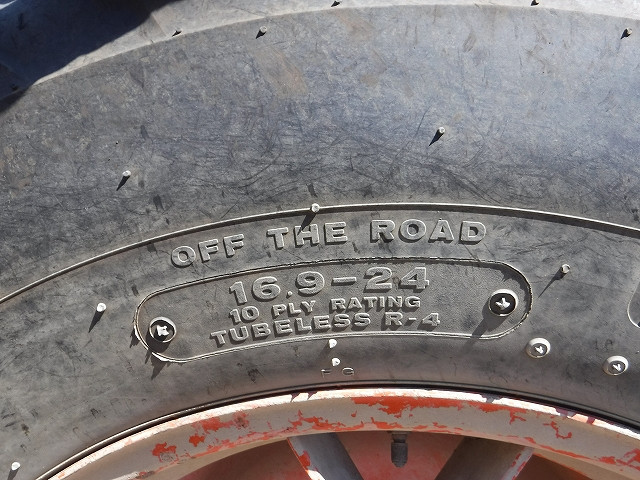 OFF THE ROAD
16.9-24
10 PLY RATING
TUBELESS R-4